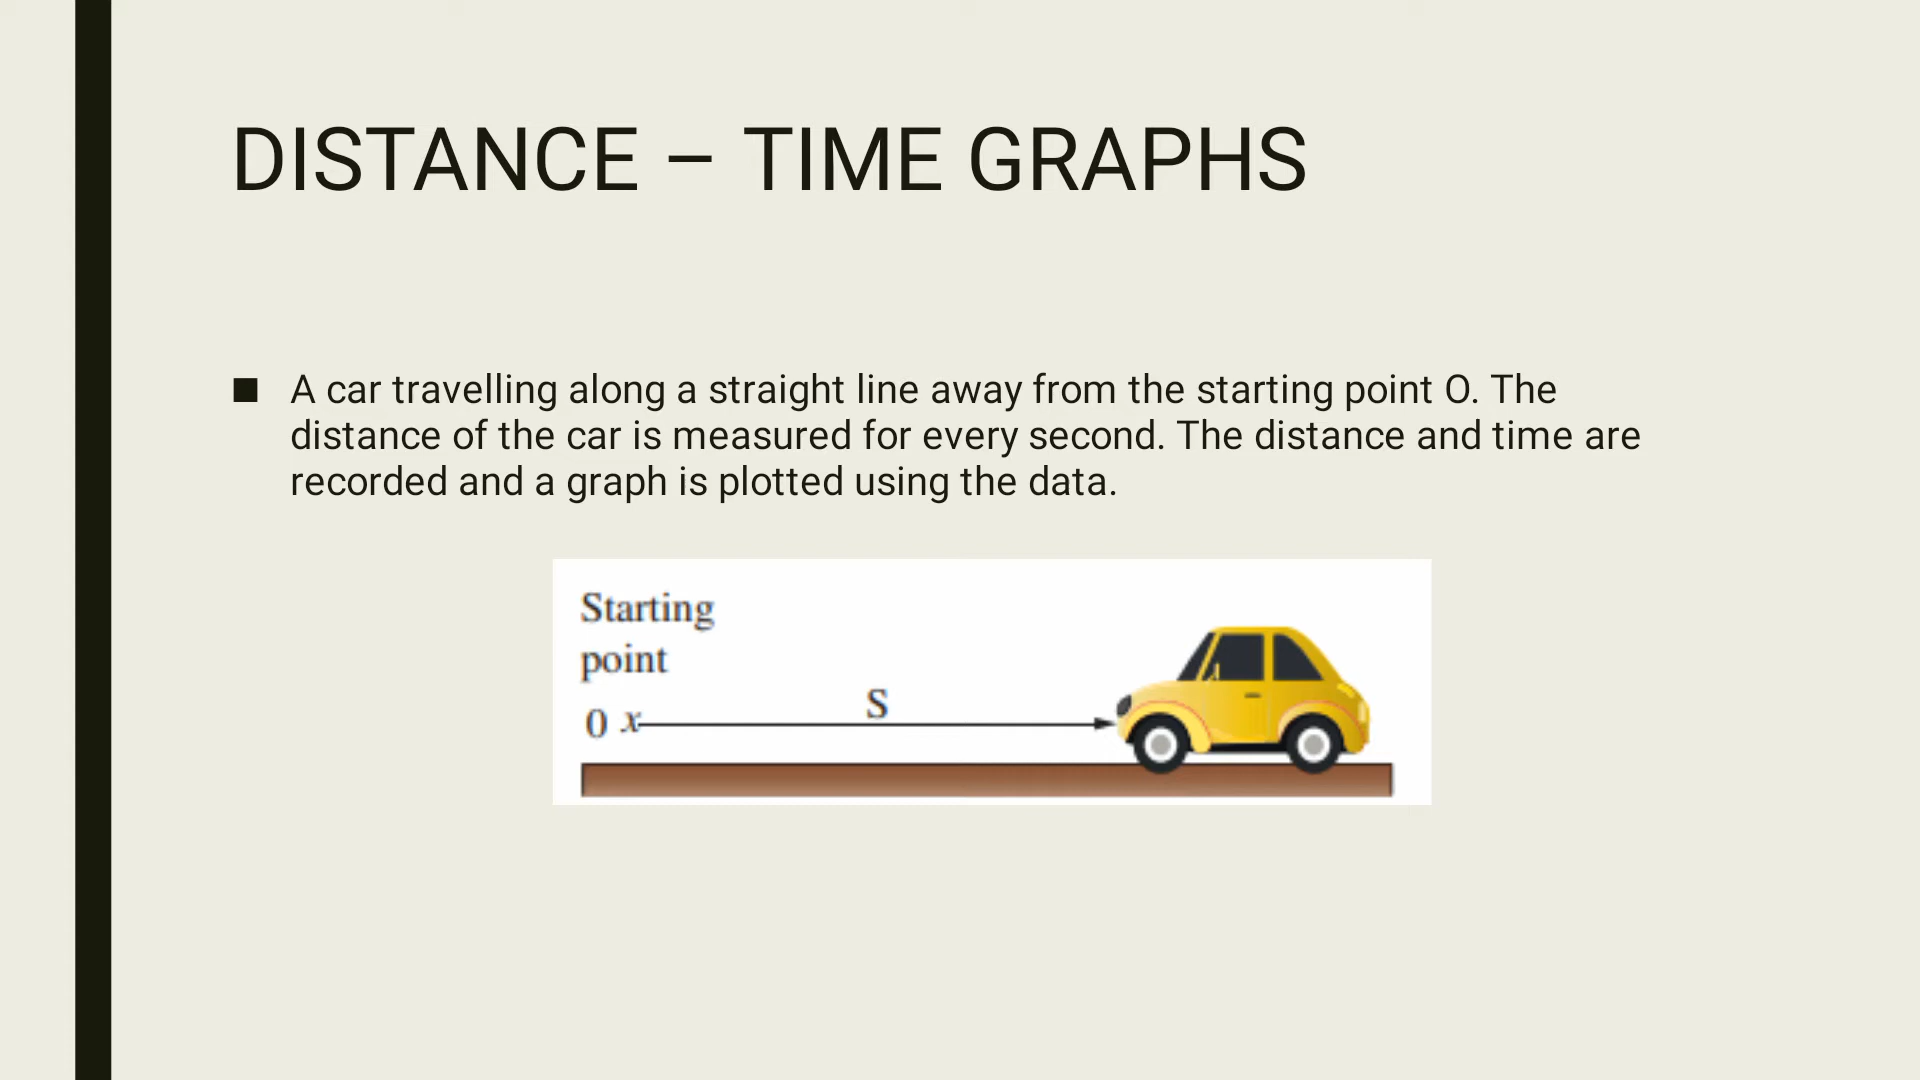 DISTANCE – TIME GRAPHS
■ A car travelling along a straight line away from the starting point O. The
distance of the car is measured for every second. The distance and time are
recorded and a graph is plotted using the data.
Starting
point
S
0 x